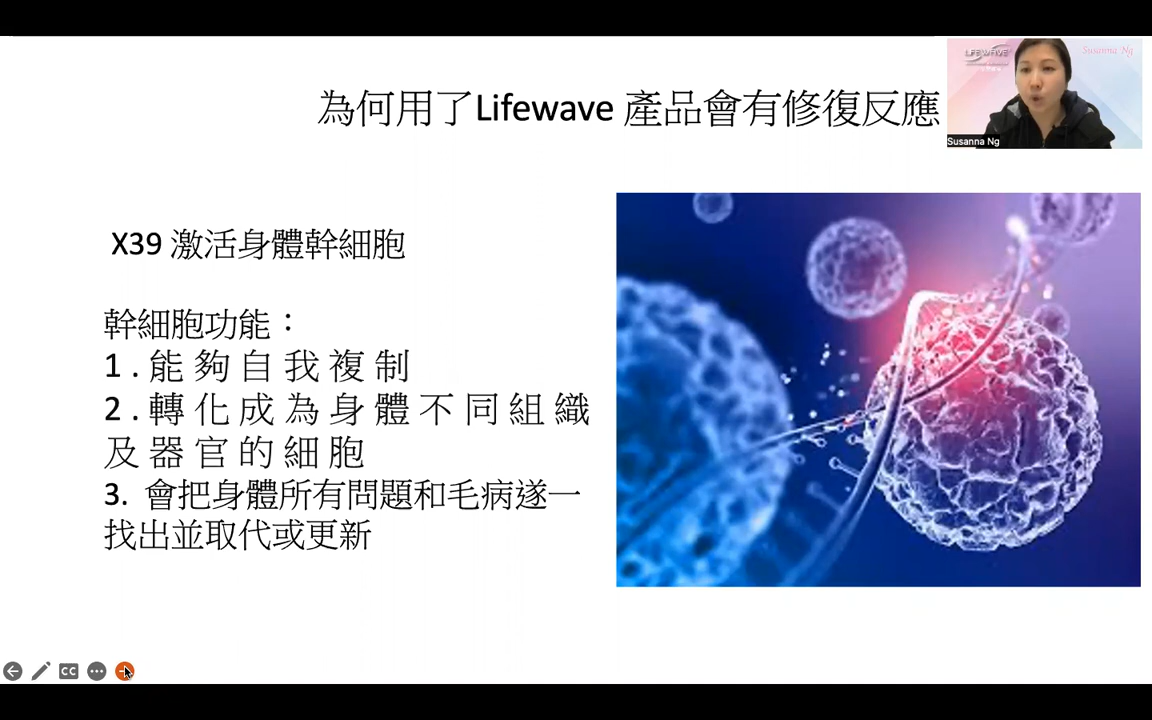 為何用了Lifewave 產品會有修復反應
LIFEWAVE
Susanna Ng
Susanna Ng
X39 激活身體幹細胞
幹細胞功能：
1.能夠自我複制
2.轉化成為身體不同組織
及器官的細胞
3. 會把身體所有問題和毛病遂一
找出並取代或更新
CC